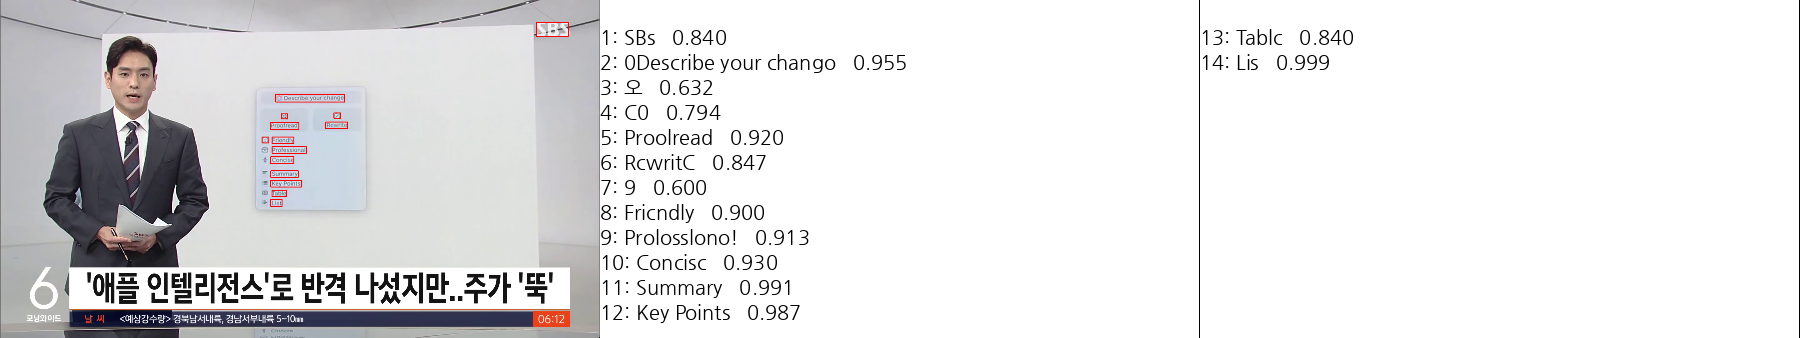 SBS
Describe your change
Proofread
Rewrite
Friendly
Professional
Concise
Summary
Key Points
Table
List
6
모닝와이드
'애플 인텔리전스'로 반격 나섰지만..주가 '뚝'
날씨 <예상강수량> 경북남서내륙, 경남서부내륙 5-10㎜
06:12
1: SBs 0.840
2: 0Describe your chango 0.955
3: 오 0.632
4: C0 0.794
5: Proolread 0.920
6: RcwritC 0.847
7: 9 0.600
8: Fricndly 0.900
9: Prolosslono! 0.913
10: Concisc 0.930
11: Summary 0.991
12: Key Points 0.987
13: Tablc 0.840
14: Lis 0.999